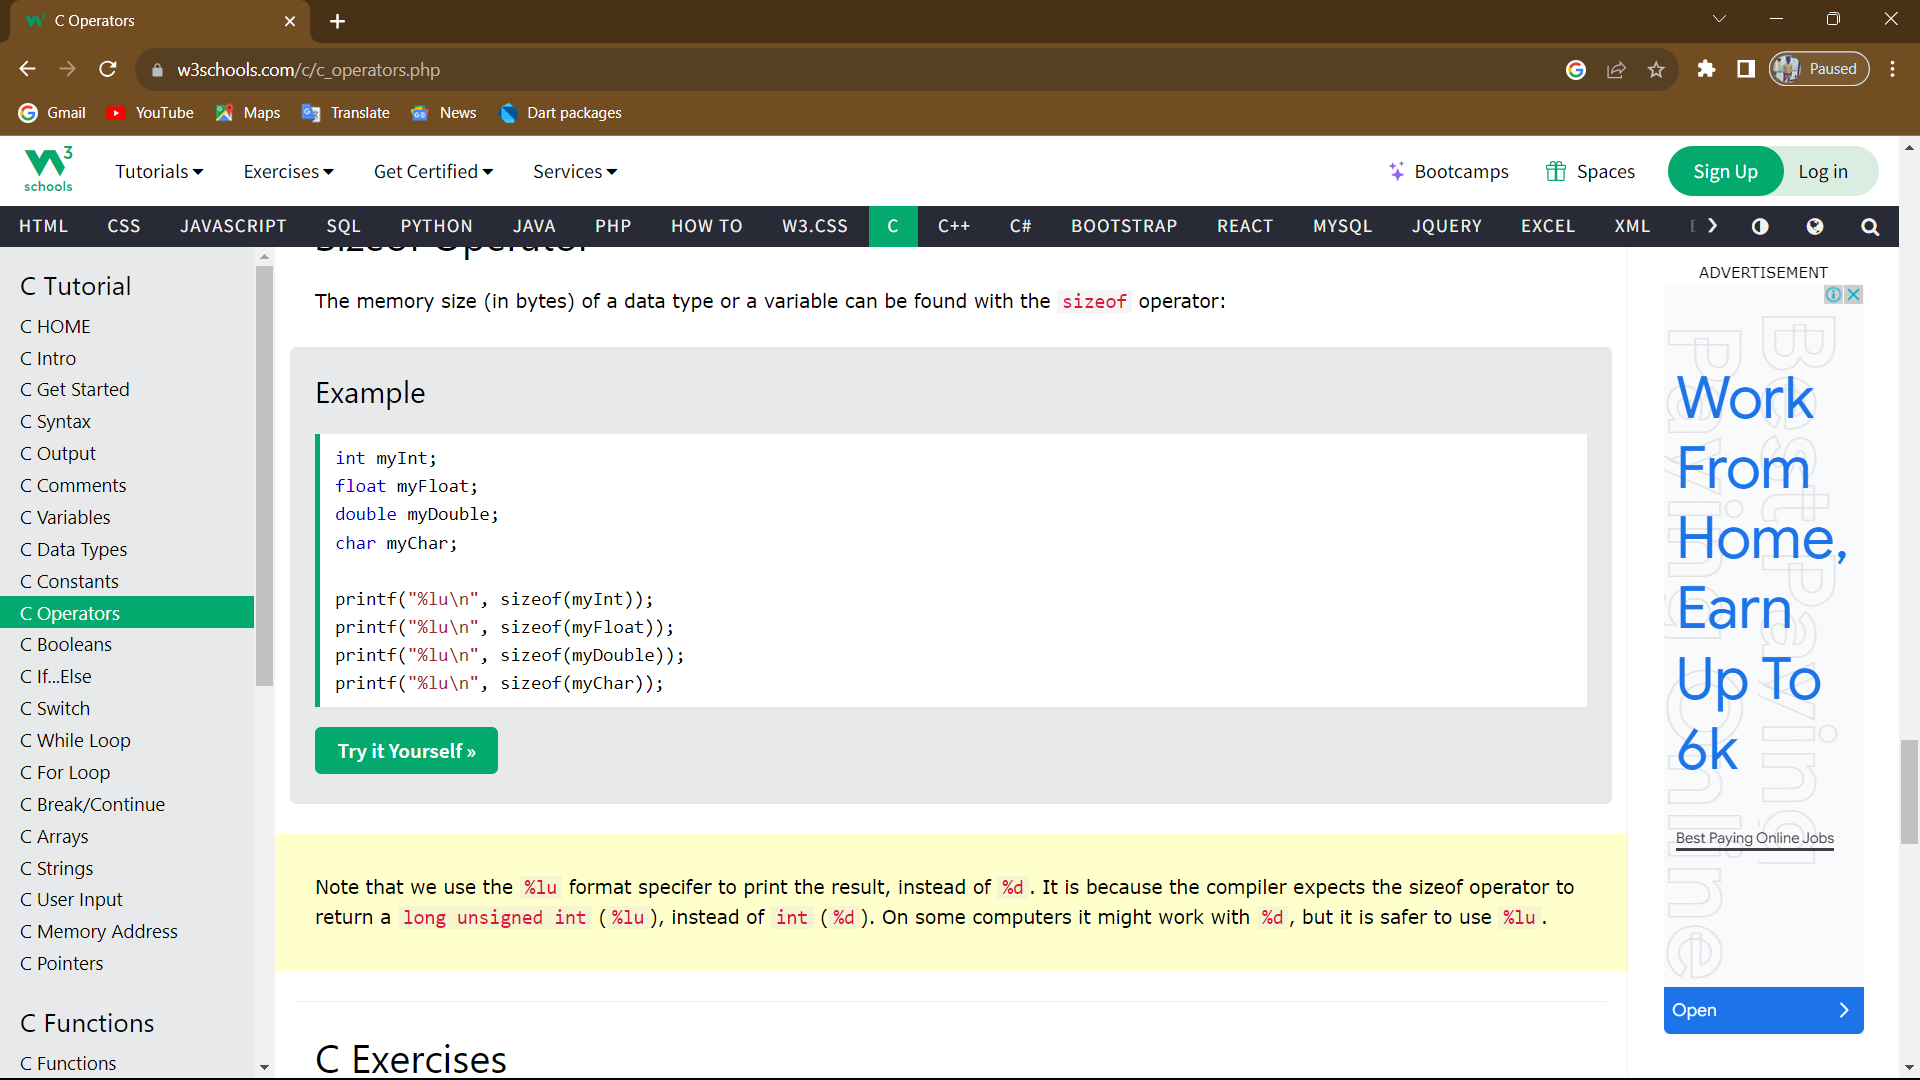 C Operators
w3schools.com/c/c_operators.php
Paused
Gmail YouTube Maps Translate News Dart packages
W3 schools
Tutorials Exercises Get Certified Services Bootcamps Spaces Sign Up Log in
HTML CSS JAVASCRIPT SQL PYTHON JAVA PHP HOW TO W3.CSS C C++ C# BOOTSTRAP REACT MYSQL JQUERY EXCEL XML
C Tutorial
C HOME
C Intro
C Get Started
C Syntax
C Output
C Comments
C Variables
C Data Types
C Constants
C Operators
C Booleans
C If...Else
C Switch
C While Loop
C For Loop
C Break/Continue
C Arrays
C Strings
C User Input
C Memory Address
C Pointers
C Functions
C Functions
Sizeof Operator
The memory size (in bytes) of a data type or a variable can be found with the sizeof operator:
Example
int myInt;
float myFloat;
double myDouble;
char myChar;
printf("%lu\n", sizeof(myInt));
printf("%lu\n", sizeof(myFloat));
printf("%lu\n", sizeof(myDouble));
printf("%lu\n", sizeof(myChar));
Try it Yourself »
Note that we use the %lu format specifer to print the result, instead of %d. It is because the compiler expects the sizeof operator to
return a long unsigned int (%lu), instead of int (%d). On some computers it might work with %d, but it is safer to use %lu.
C Exercises
ADVERTISEMENT
Best Paying
Paying Online
Work
From
Home,
Earn
Up To
6k
Best Paying Online Jobs
Open